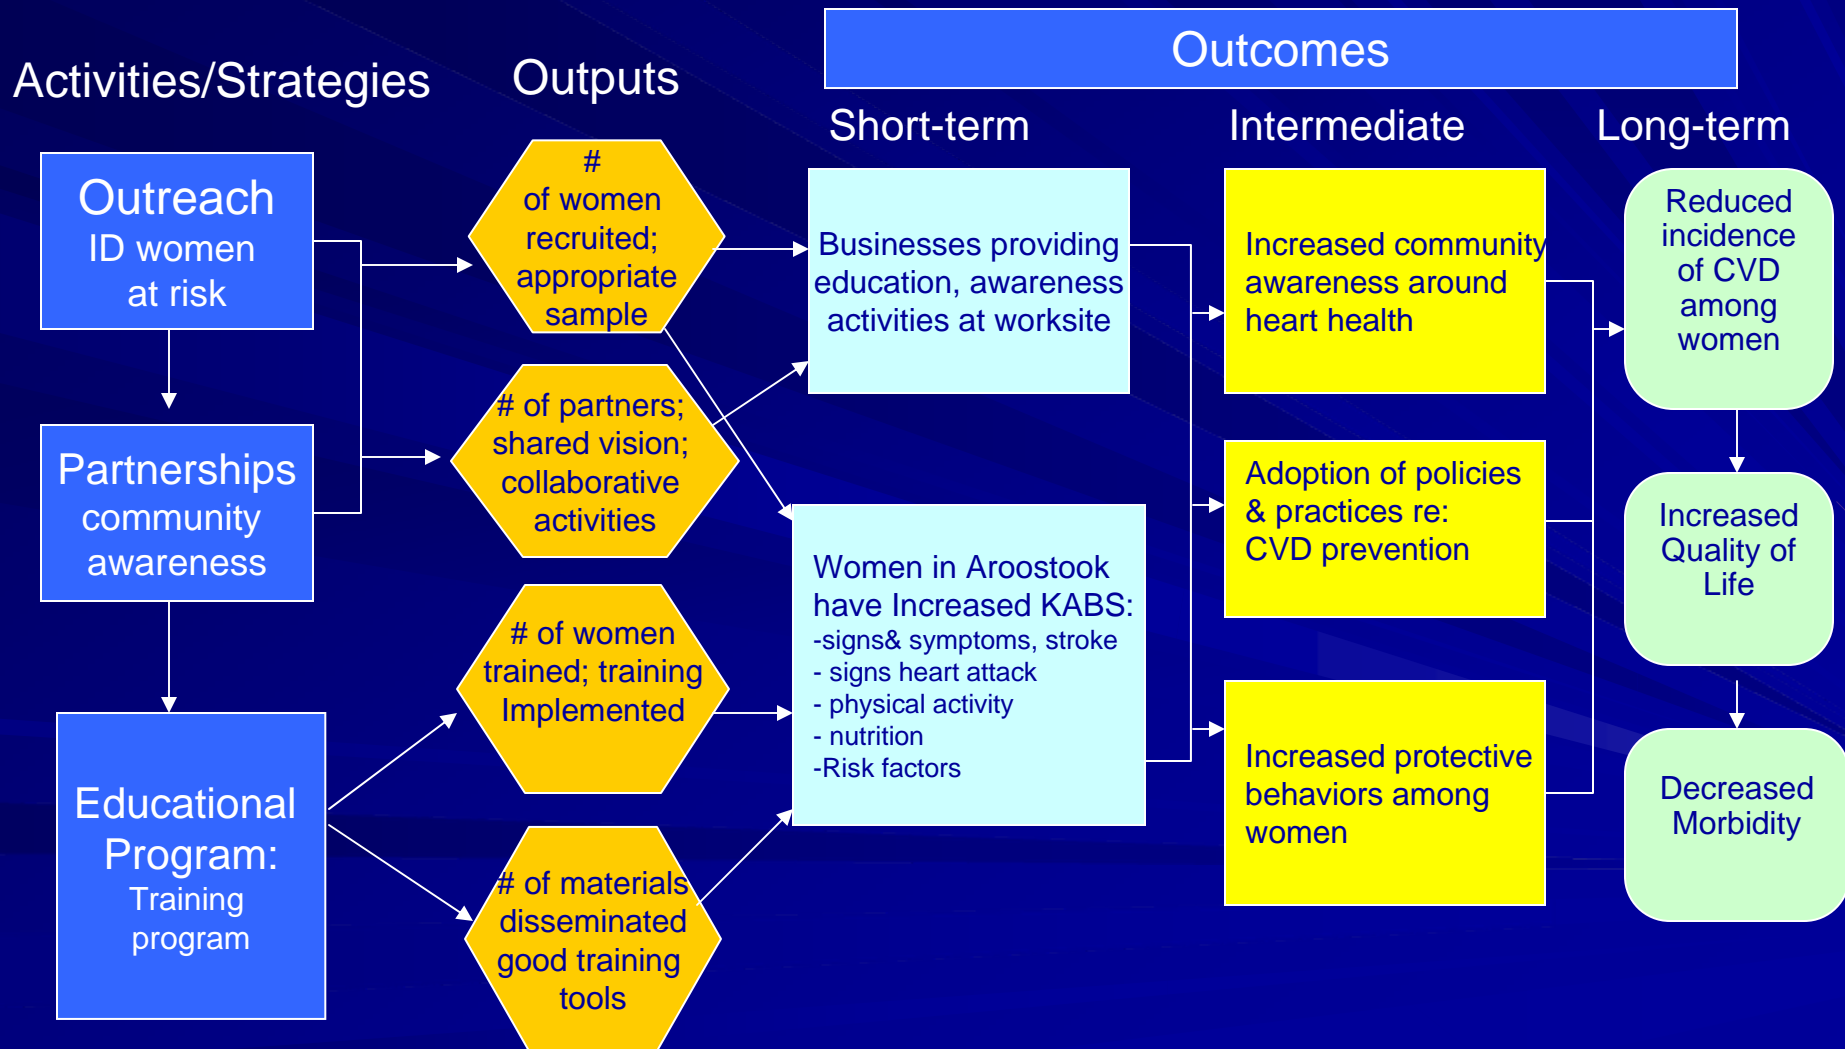 Outcomes
Activities/Strategies
Outputs
Short-term
Intermediate
Long-term
Outreach
ID women
at risk
Partnerships
community
awareness
Educational
Program:
Training
program
#
of women
recruited;
appropriate
sample
# of partners;
shared vision;
collaborative
activities
# of women
trained; training
Implemented
# of materials
disseminated
good training
tools
Businesses providing
education, awareness
activities at worksite
Women in Aroostook
have Increased KABS:
-signs& symptoms, stroke
- signs heart attack
- physical activity
- nutrition
-Risk factors
Increased community
awareness around
heart health
Adoption of policies
& practices re:
CVD prevention
Increased protective
behaviors among
women
Reduced
incidence
of CVD
among
women
Increased
Quality of
Life
Decreased
Morbidity